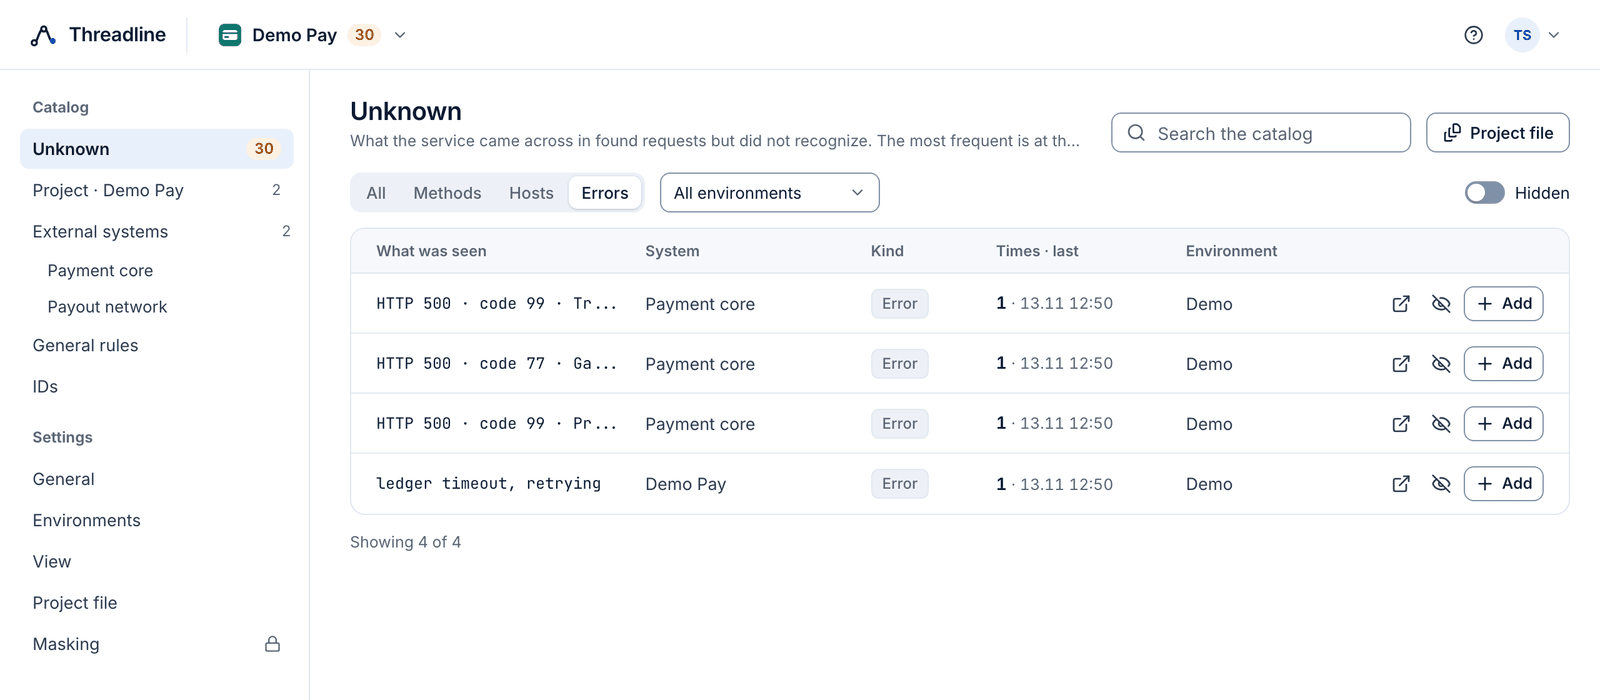 Threadline
Demo Pay 30
TS
Catalog
Unknown 30
Project · Demo Pay 2
External systems 2
Payment core
Payout network
General rules
IDs
Settings
General
Environments
View
Project file
Masking
Unknown
What the service came across in found requests but did not recognize. The most frequent is at th...
Search the catalog
Project file
All Methods Hosts Errors
All environments
Hidden
What was seen System Kind Times · last Environment
HTTP 500 · code 99 · Tr... Payment core Error 1 · 13.11 12:50 Demo Add
HTTP 500 · code 77 · Ga... Payment core Error 1 · 13.11 12:50 Demo Add
HTTP 500 · code 99 · Pr... Payment core Error 1 · 13.11 12:50 Demo Add
ledger timeout, retrying Demo Pay Error 1 · 13.11 12:50 Demo Add
Showing 4 of 4